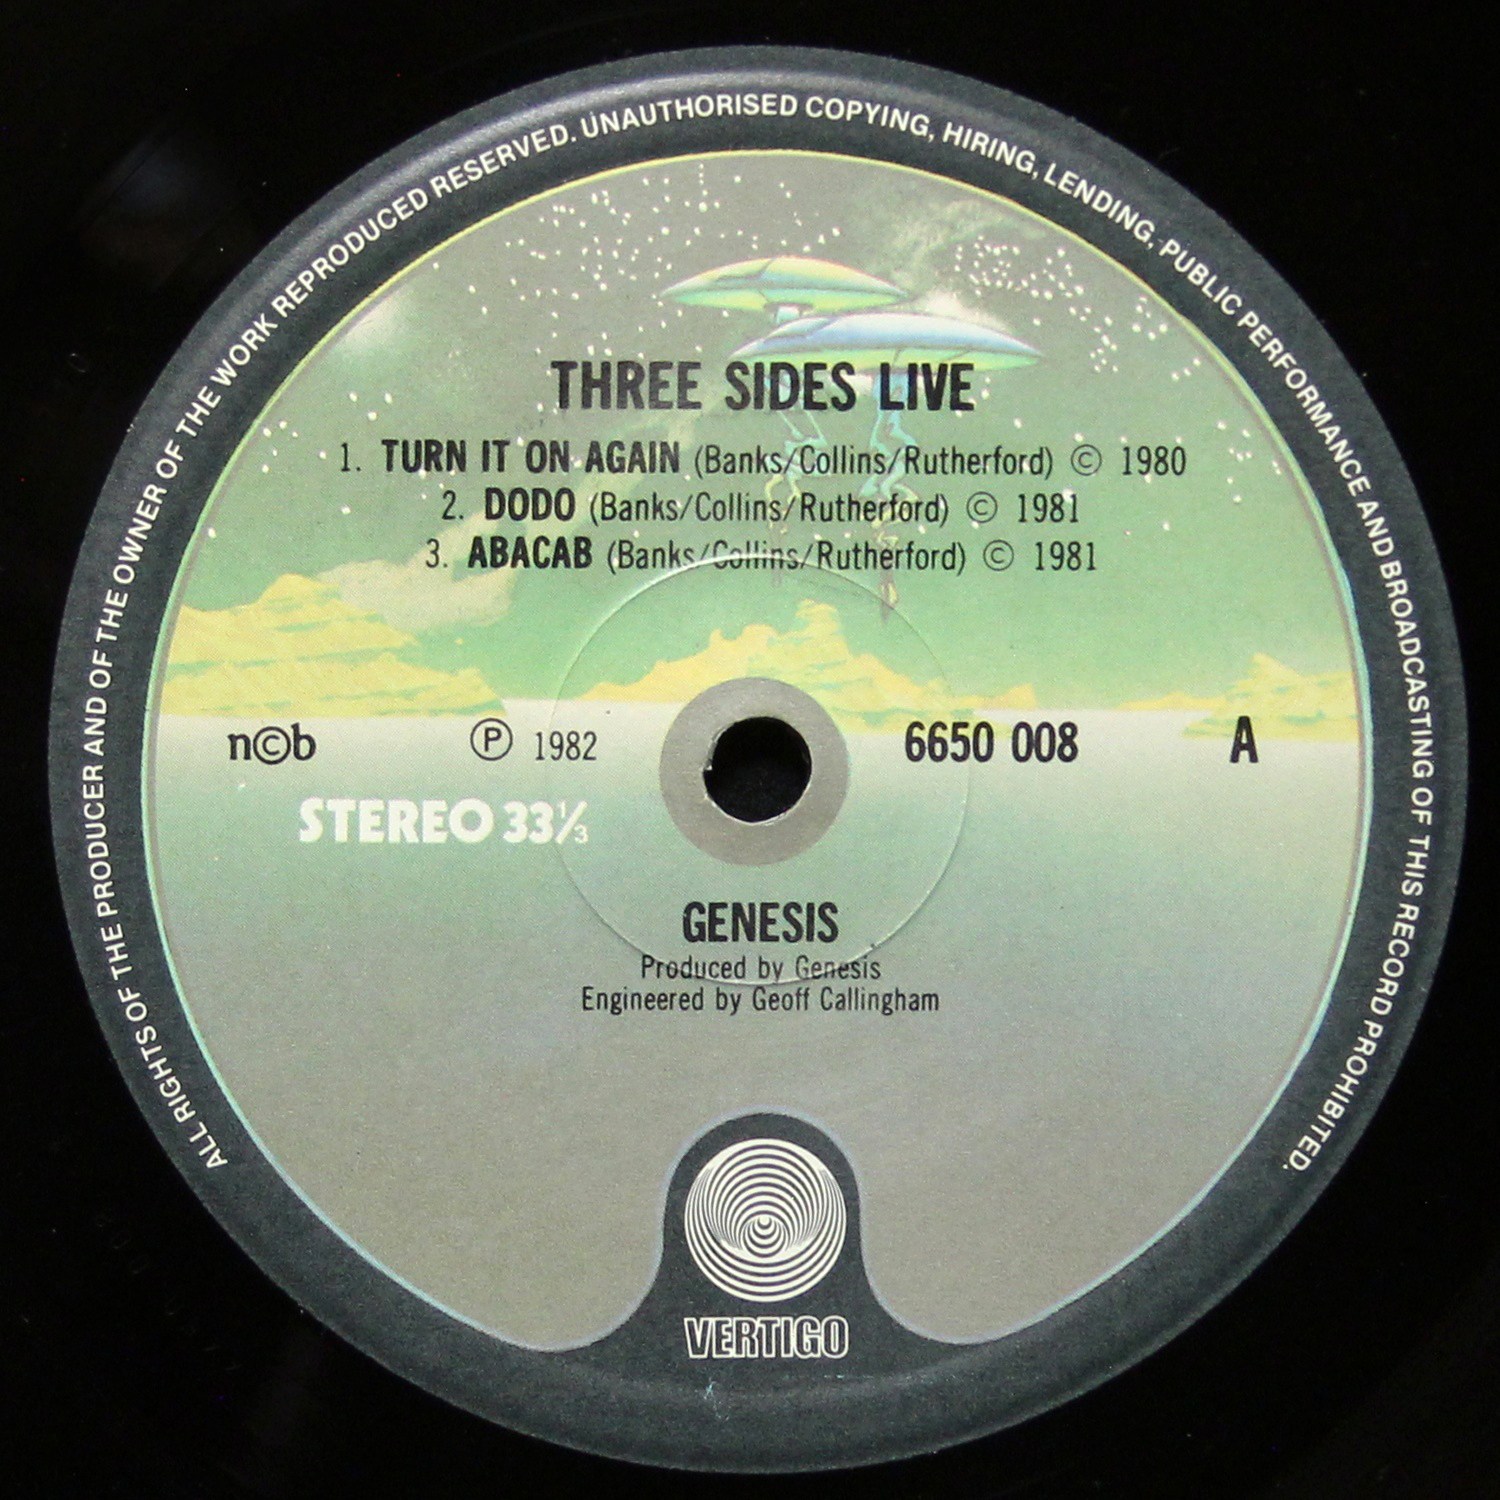 ALL RIGHTS OF THE PRODUCER AND OF THE OWNER OF THE WORK REPRODUCED RESERVED. UNAUTHORISED COPYING, HIRING, LENDING, PUBLIC PERFORMANCE AND BROADCASTING OF THIS RECORD PROHIBITED.
THREE SIDES LIVE
1. TURN IT ON AGAIN (Banks/Collins/Rutherford) © 1980
2. DODO (Banks/Collins/Rutherford) © 1981
3. ABACAB (Banks/Collins/Rutherford) © 1981
n©b ℗ 1982 6650 008 A
STEREO 33⅓
GENESIS
Produced by Genesis
Engineered by Geoff Callingham
VERTIGO